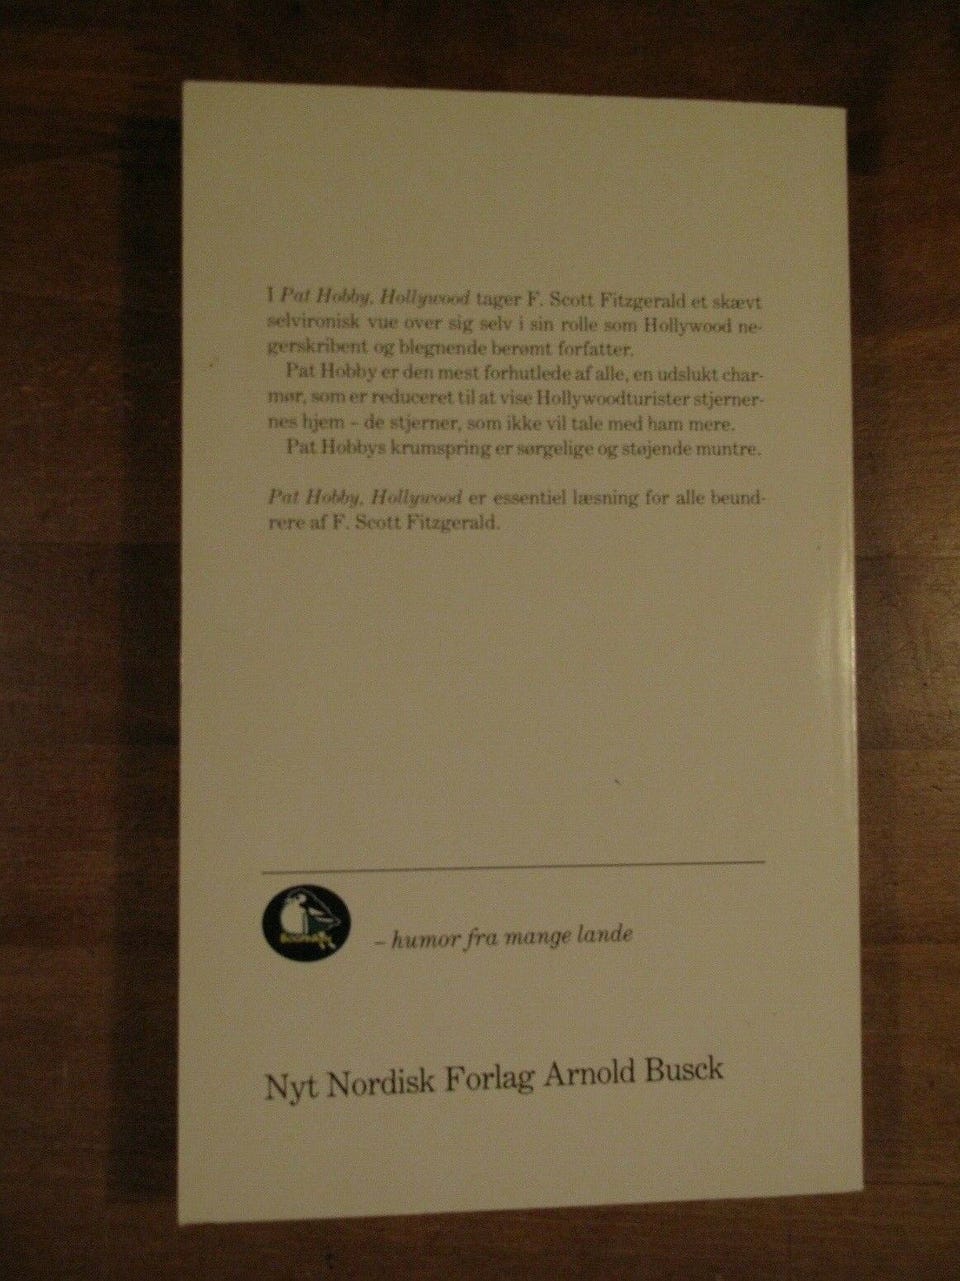 I Pat Hobby, Hollywood tager F. Scott Fitzgerald et skævt
selvironisk vue over sig selv i sin rolle som Hollywood ne-
gerskribent og blegnende berømt forfatter.
Pat Hobby er den mest forhutlede af alle, en udslukt char-
mør, som er reduceret til at vise Hollywoodturister stjerner-
nes hjem – de stjerner, som ikke vil tale med ham mere.
Pat Hobbys krumspring er sørgelige og støjende muntre.
Pat Hobby, Hollywood er essentiel læsning for alle beund-
rere af F. Scott Fitzgerald.
– humor fra mange lande
Nyt Nordisk Forlag Arnold Busck